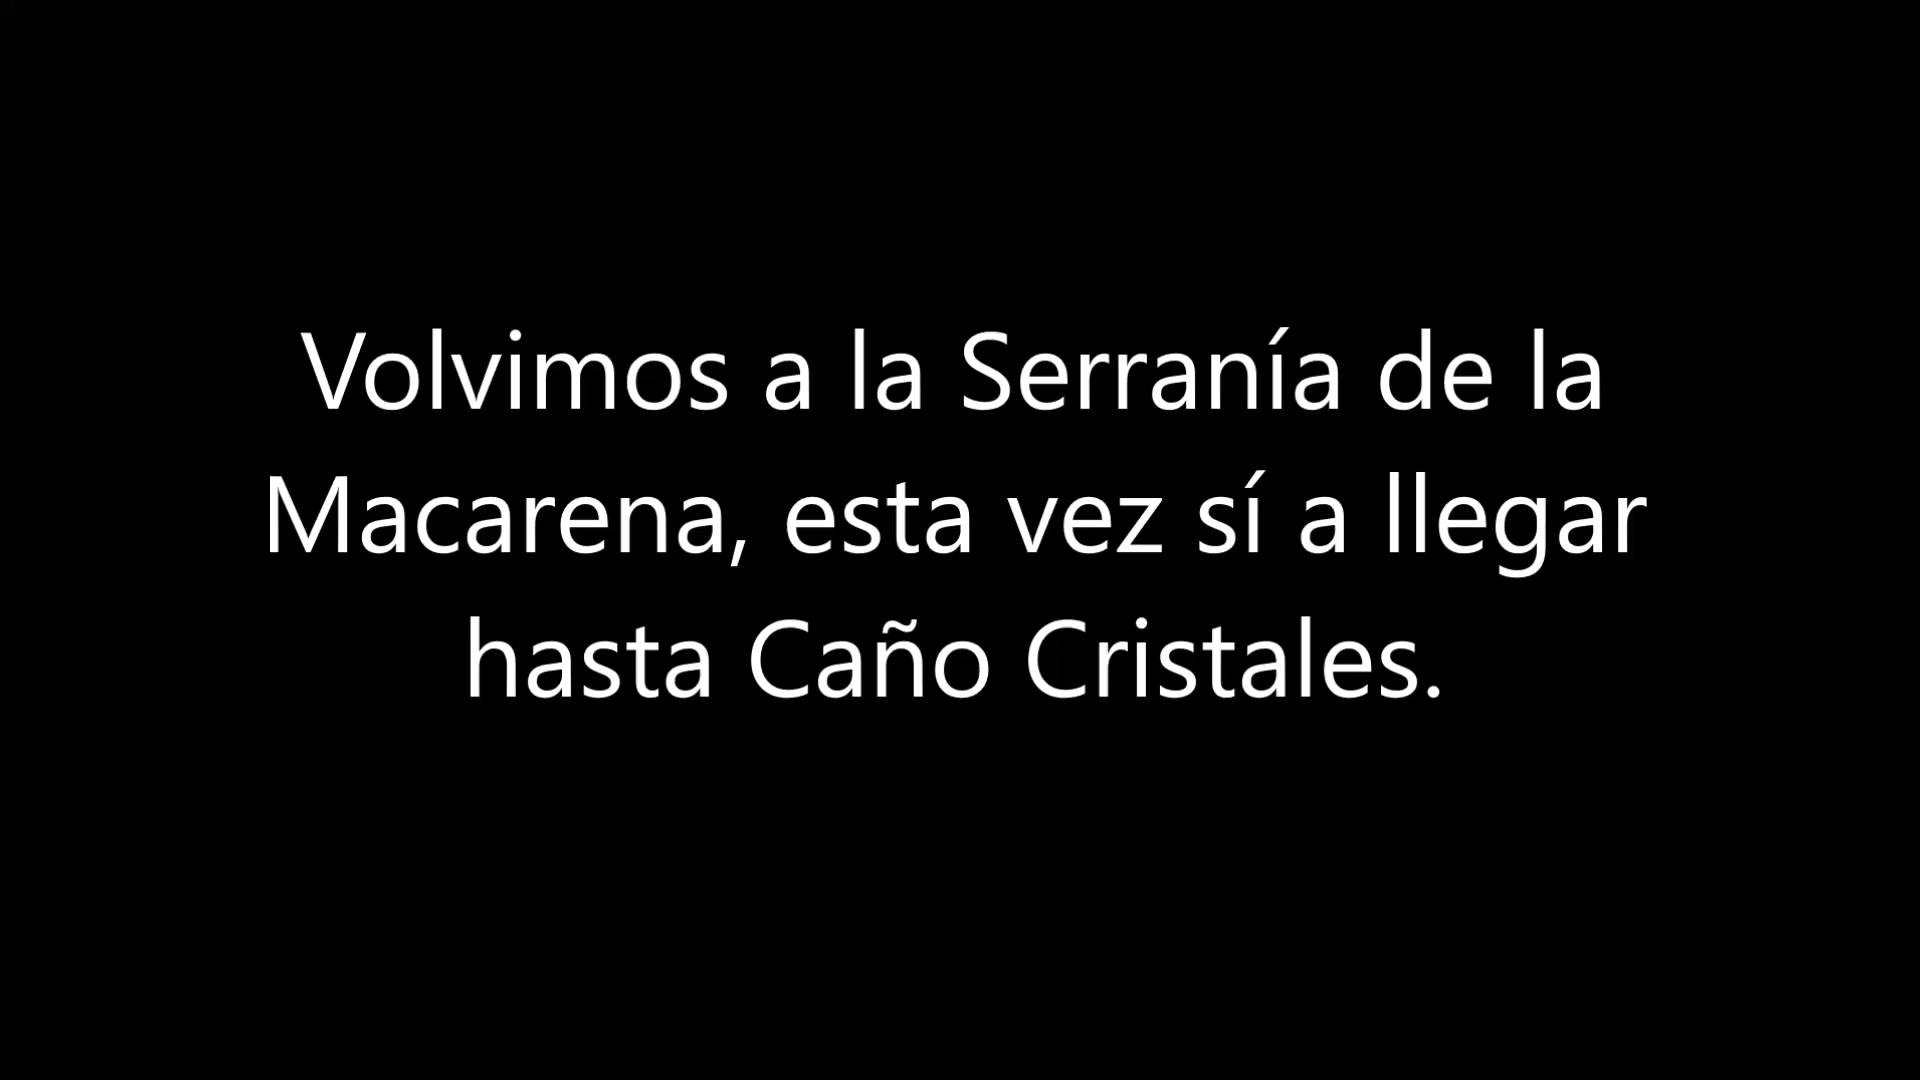 Volvimos a la Serranía de la
Macarena, esta vez sí a llegar
hasta Caño Cristales.